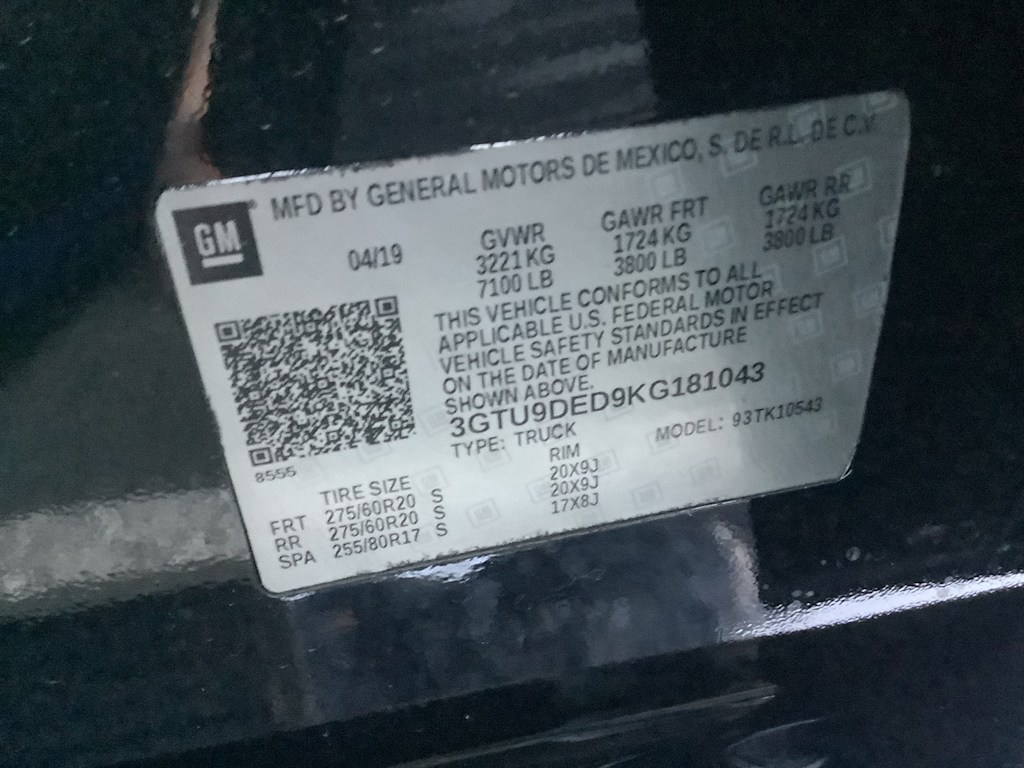 GM
MFD BY GENERAL MOTORS DE MEXICO, S. DE R.L. DE C.V.
04/19
GVWR
3221 KG
7100 LB
GAWR FRT
1724 KG
3800 LB
GAWR RR
1724 KG
3800 LB
THIS VEHICLE CONFORMS TO ALL
APPLICABLE U.S. FEDERAL MOTOR
VEHICLE SAFETY STANDARDS IN EFFECT
ON THE DATE OF MANUFACTURE
SHOWN ABOVE.
3GTU9DED9KG181043
TYPE: TRUCK
MODEL: 93TK10543
8555
TIRE SIZE
RIM
FRT 275/60R20 S 20X9J
RR 275/60R20 S 20X9J
SPA 255/80R17 S 17X8J